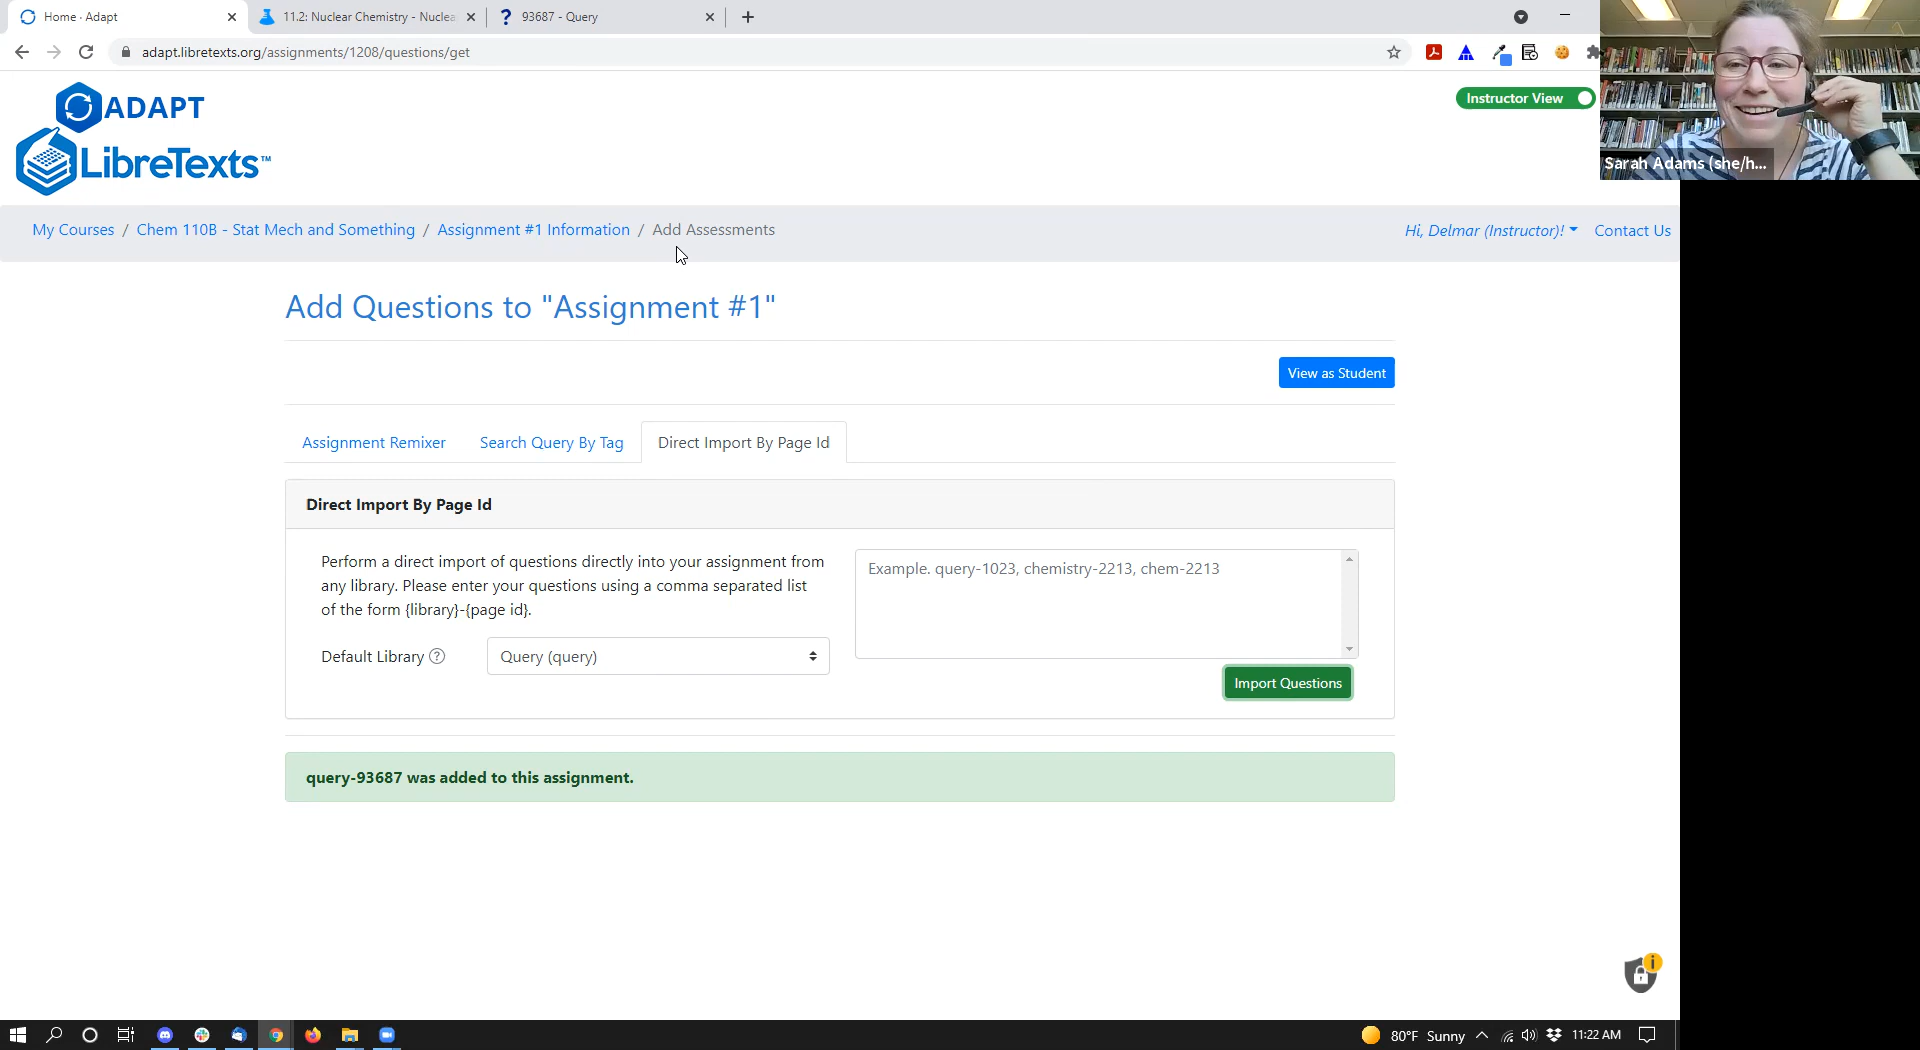 Home · Adapt
11.2: Nuclear Chemistry - Nuclea
93687 - Query
adapt.libretexts.org/assignments/1208/questions/get
ADAPT
LibreTexts™
Instructor View
Sarah Adams (she/h...
My Courses / Chem 110B - Stat Mech and Something / Assignment #1 Information / Add Assessments
Hi, Delmar (Instructor)! Contact Us
Add Questions to "Assignment #1"
View as Student
Assignment Remixer Search Query By Tag Direct Import By Page Id
Direct Import By Page Id
Perform a direct import of questions directly into your assignment from
any library. Please enter your questions using a comma separated list
of the form {library}-{page id}.
Example. query-1023, chemistry-2213, chem-2213
Default Library ? Query (query)
Import Questions
query-93687 was added to this assignment.
80°F Sunny 11:22 AM